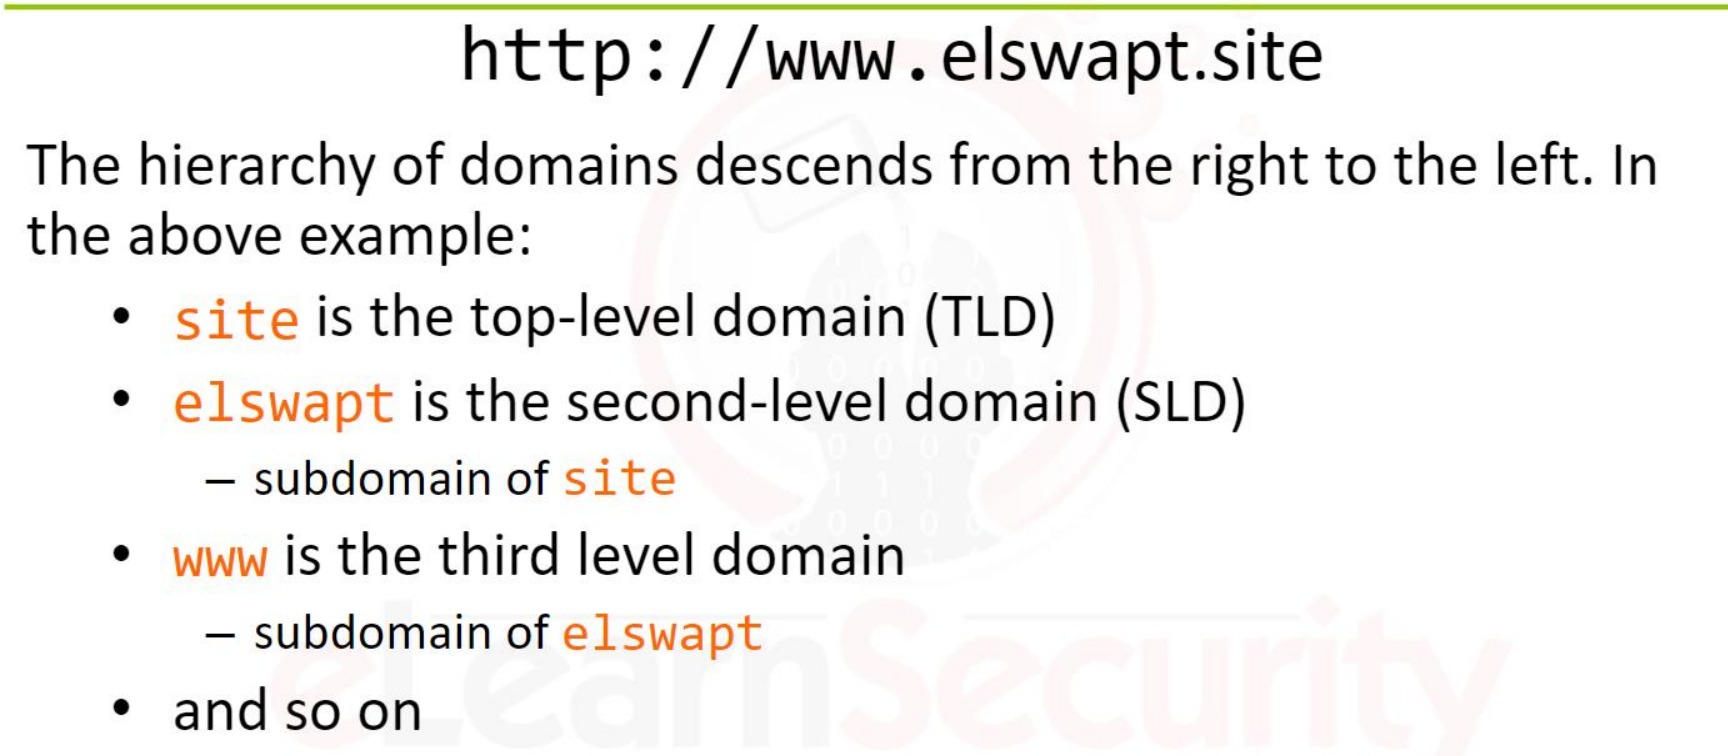 http://www.elswapt.site
The hierarchy of domains descends from the right to the left. In
the above example:
• site is the top-level domain (TLD)
• elswapt is the second-level domain (SLD)
– subdomain of site
• www is the third level domain
– subdomain of elswapt
• and so on
eLearnSecurity